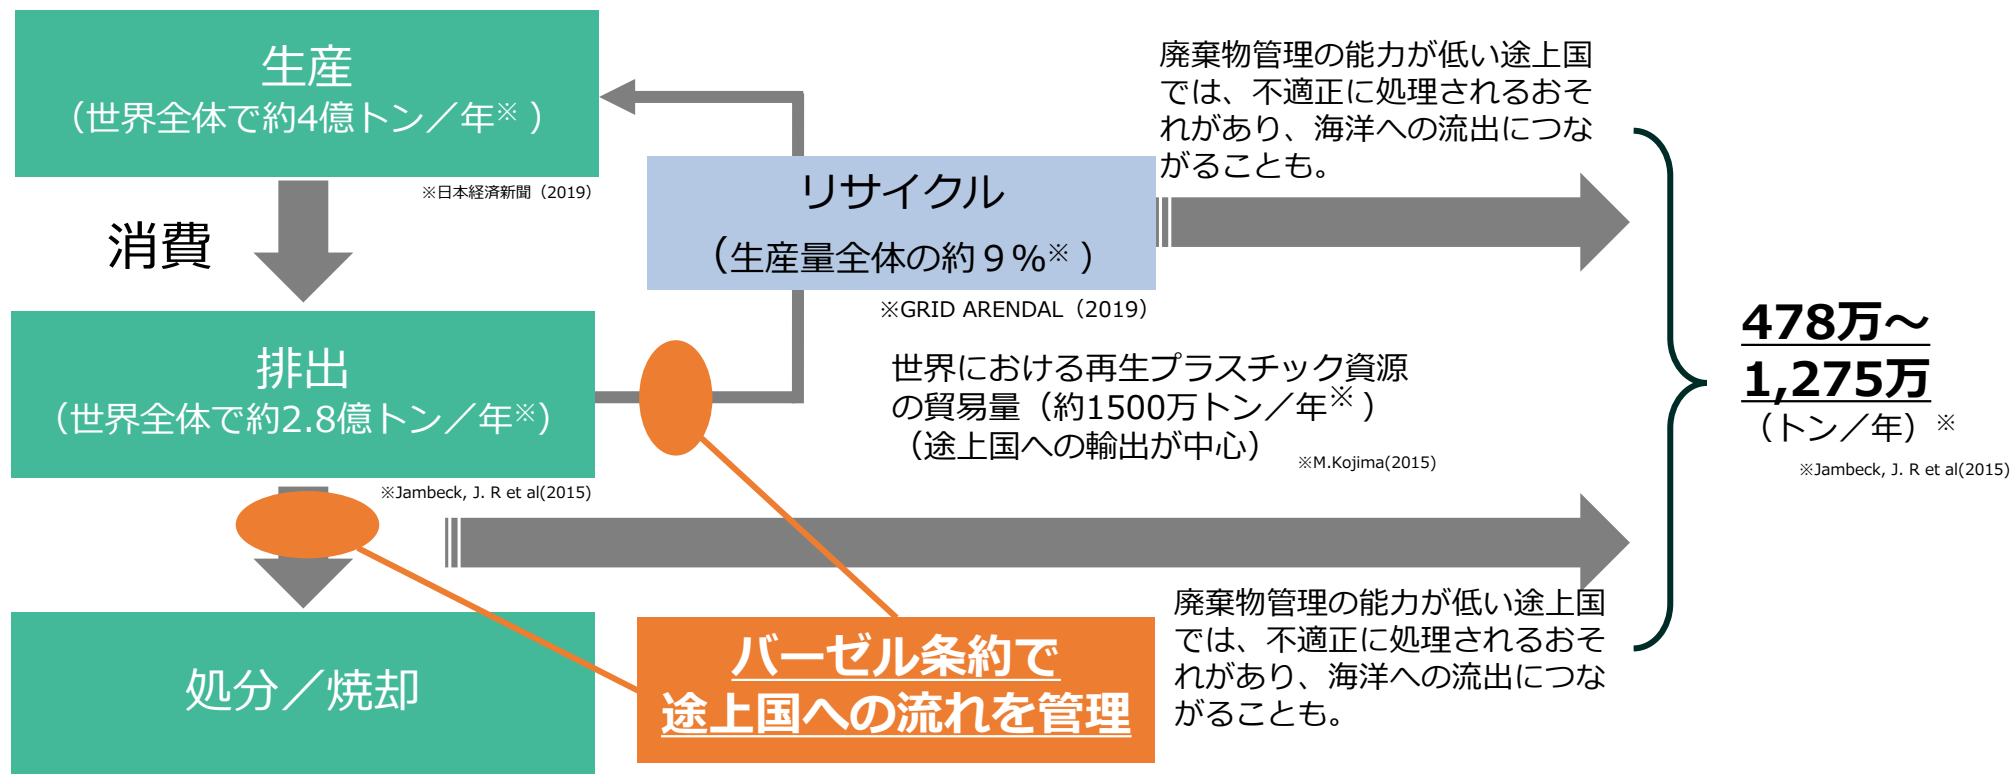 生産
（世界全体で約4億トン／年※ ）
※日本経済新聞（2019）
消費
排出
（世界全体で約2.8億トン／年※）
※Jambeck, J. R et al(2015)
処分／焼却
リサイクル
（生産量全体の約９%※ ）
※GRID ARENDAL（2019）
世界における再生プラスチック資源
の貿易量（約1500万トン／年※ ）
（途上国への輸出が中心）
※M.Kojima(2015)
バーゼル条約で
途上国への流れを管理
廃棄物管理の能力が低い途上国
では、不適正に処理されるおそ
れがあり、海洋への流出につな
がることも。
廃棄物管理の能力が低い途上国
では、不適正に処理されるおそ
れがあり、海洋への流出につな
がることも。
478万～
1,275万
（トン／年）※
※Jambeck, J. R et al(2015)